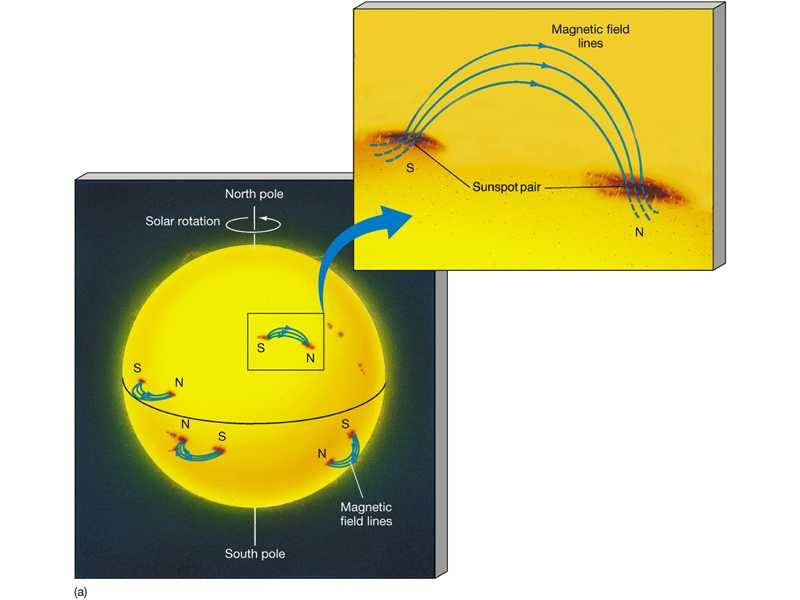 Magnetic field
lines
S
Sunspot pair
N
North pole
Solar rotation
S
N
S
N
N
S
S
N
Magnetic
field lines
South pole
(a)